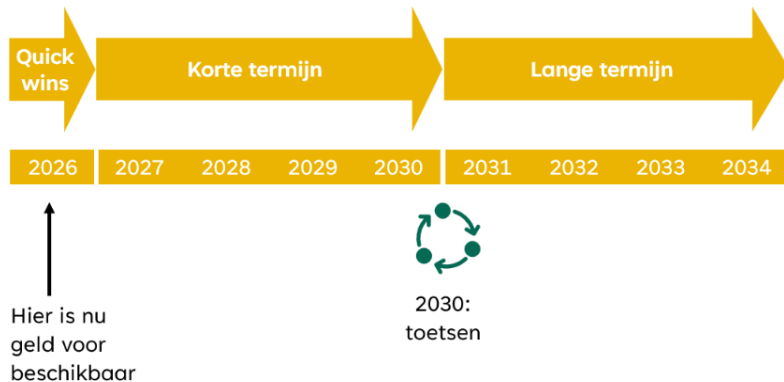 Quick
wins
Korte termijn
Lange termijn
2026 2027 2028 2029 2030 2031 2032 2033 2034
Hier is nu
geld voor
beschikbaar
2030:
toetsen